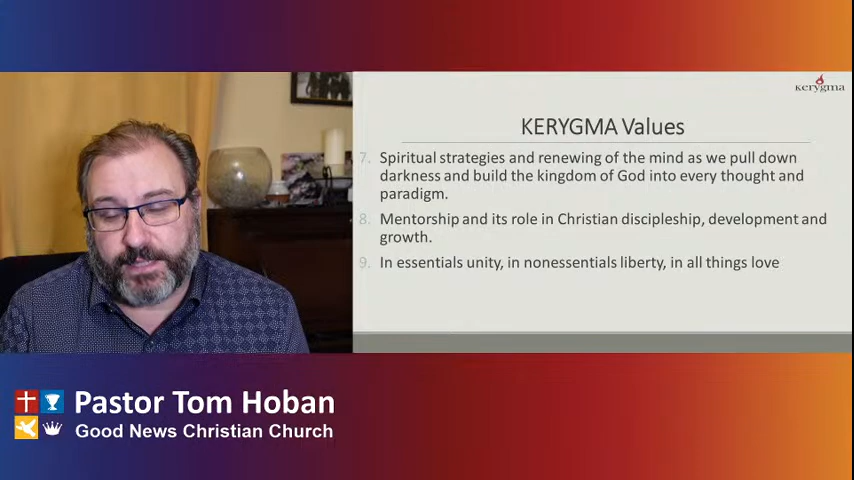 kerygma
KERYGMA Values
7. Spiritual strategies and renewing of the mind as we pull down
darkness and build the kingdom of God into every thought and
paradigm.
8. Mentorship and its role in Christian discipleship, development and
growth.
9. In essentials unity, in nonessentials liberty, in all things love
Pastor Tom Hoban
Good News Christian Church